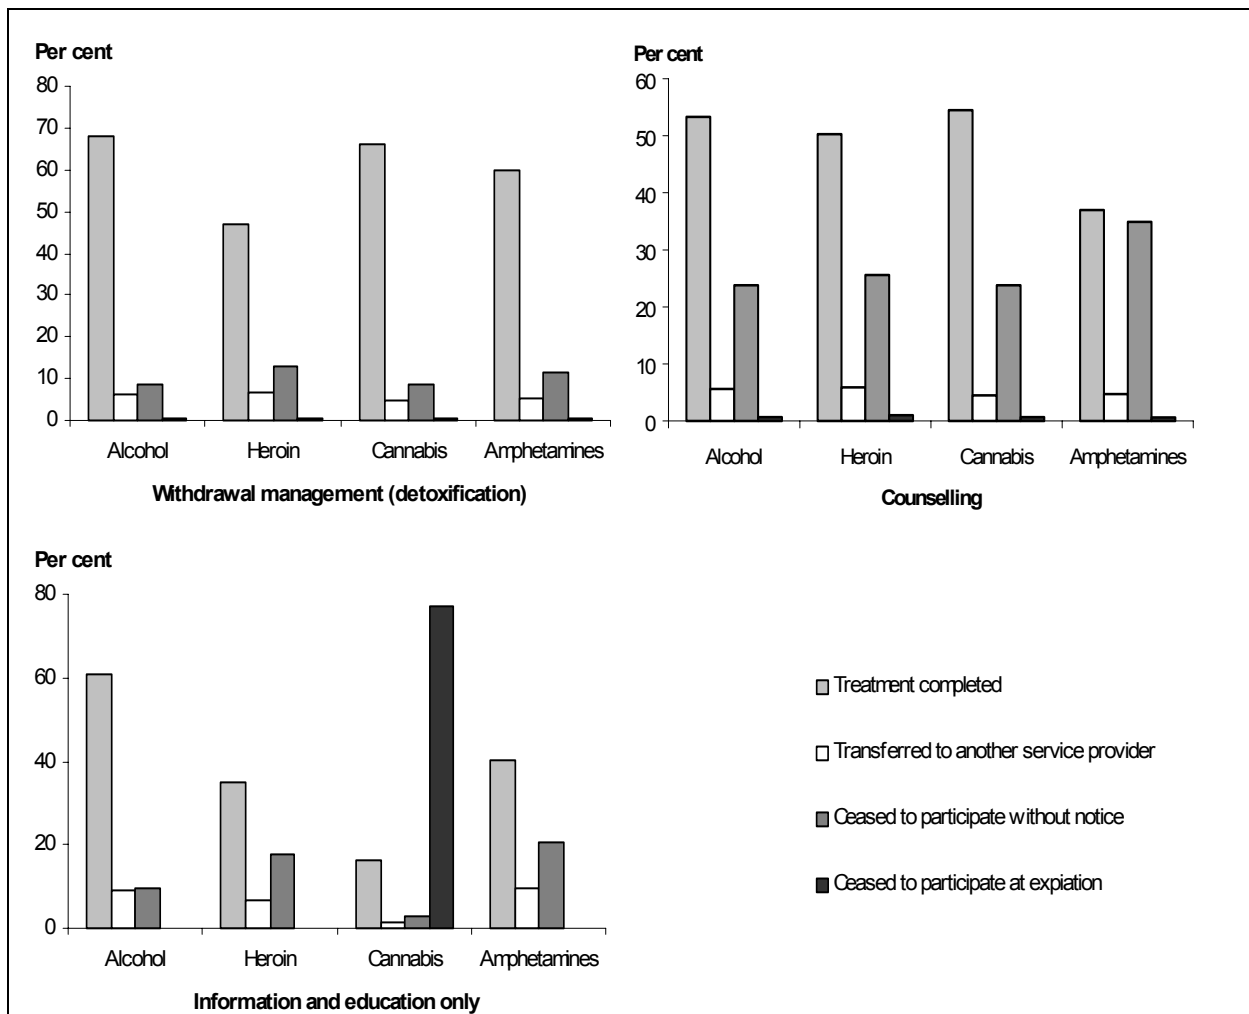 Per cent
80
70
60
50
40
30
20
10
0
Alcohol Heroin Cannabis Amphetamines
Withdrawal management (detoxification)
Per cent
60
50
40
30
20
10
0
Alcohol Heroin Cannabis Amphetamines
Counselling
Per cent
80
60
40
20
0
Alcohol Heroin Cannabis Amphetamines
Information and education only
Treatment completed
Transferred to another service provider
Ceased to participate without notice
Ceased to participate at expiation